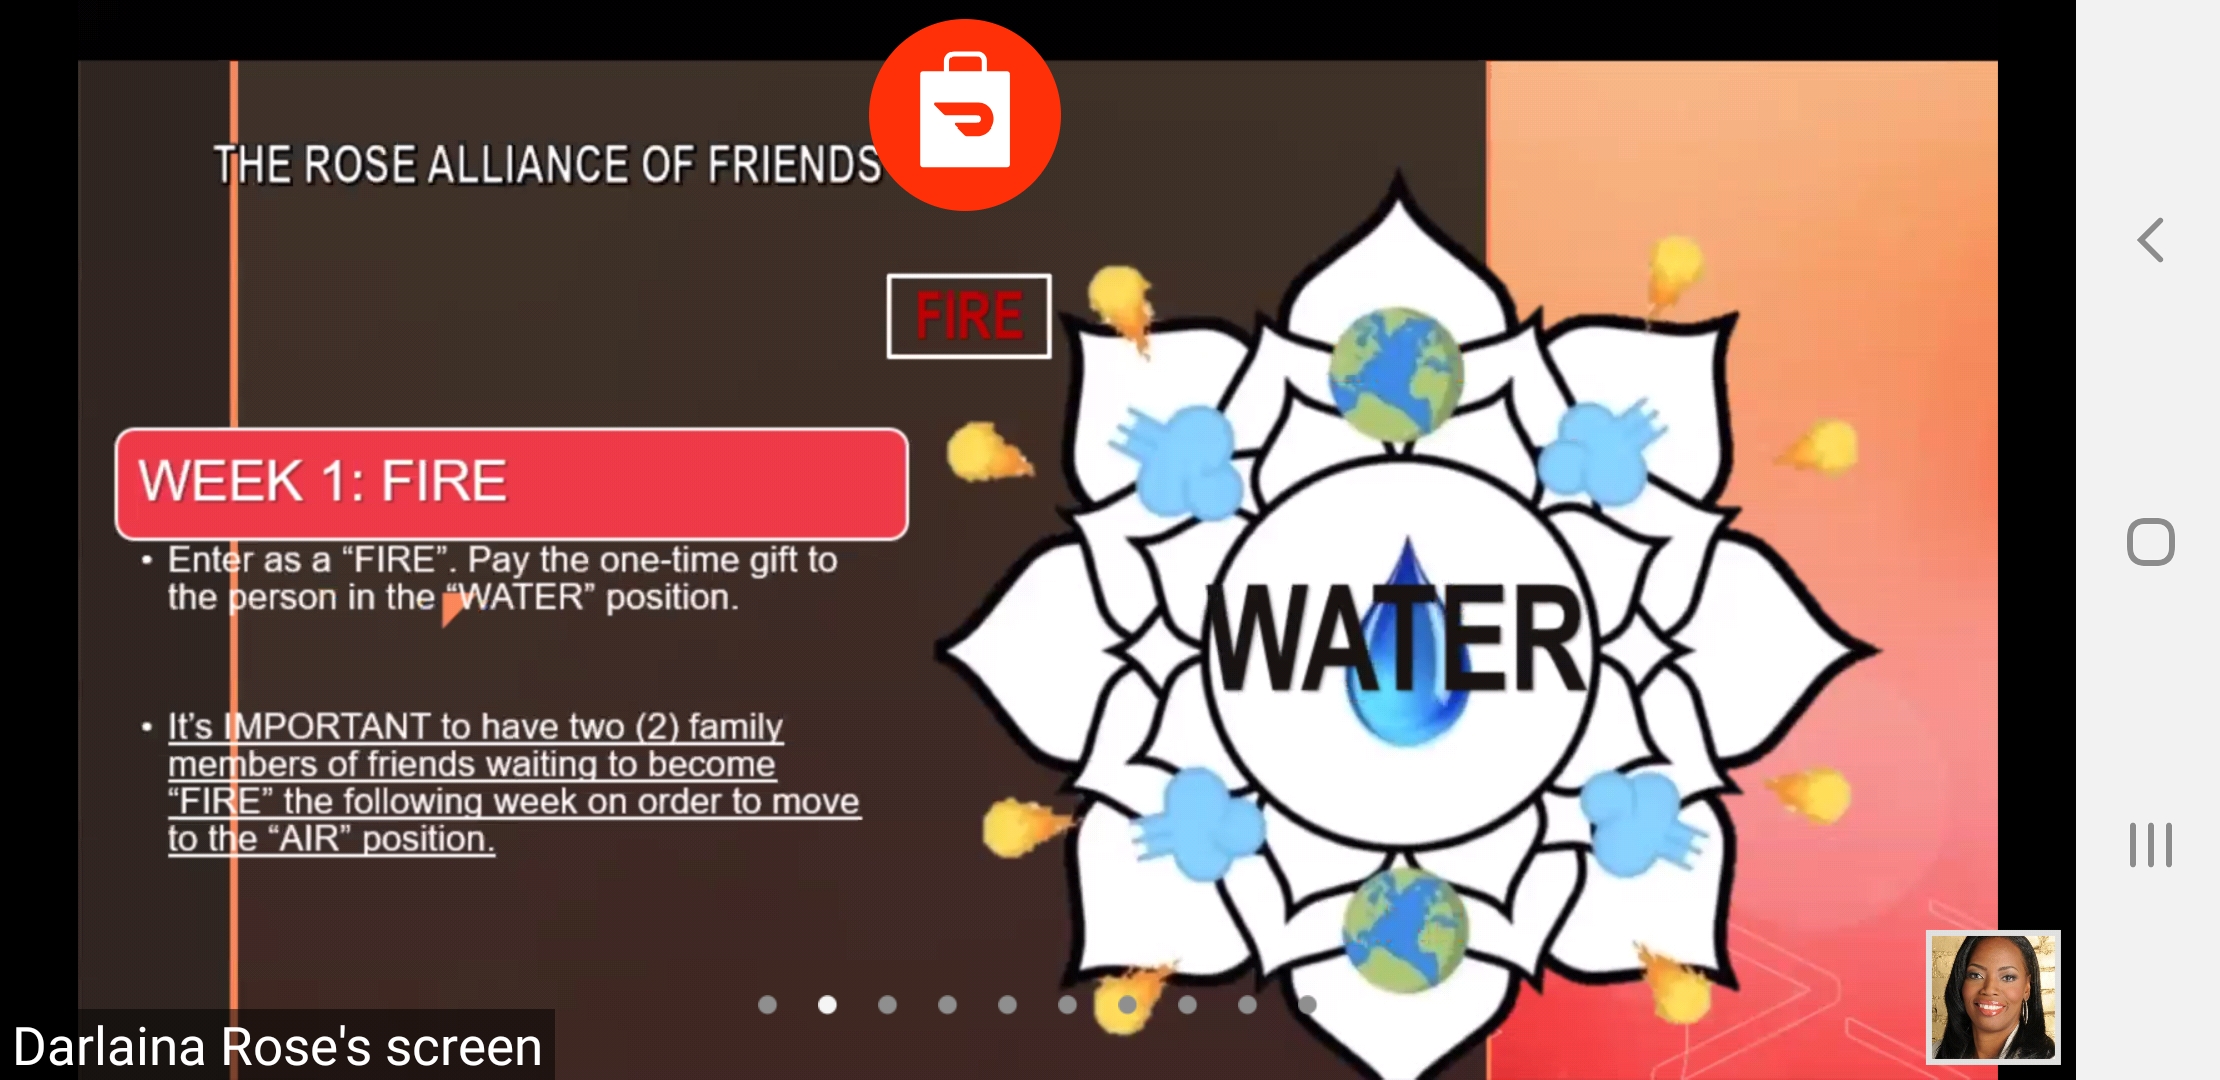 THE ROSE ALLIANCE OF FRIENDS
FIRE
WEEK 1: FIRE
• Enter as a “FIRE”. Pay the one-time gift to
the person in the “WATER” position.
• It’s IMPORTANT to have two (2) family
members of friends waiting to become
“FIRE” the following week on order to move
to the “AIR” position.
WATER
Darlaina Rose's screen